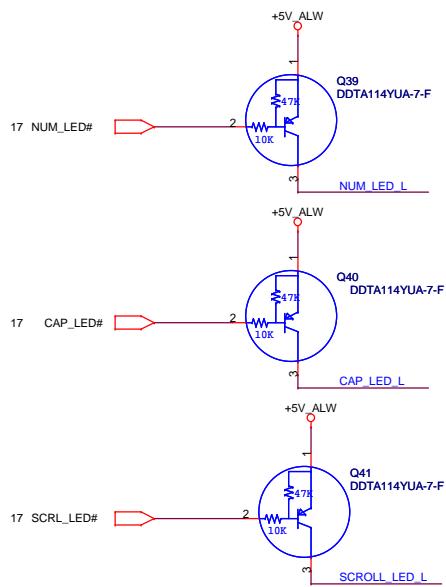 +5V_ALW
1
Q39
DDTA114YUA-7-F
47K
17 NUM_LED#
2
10K
3
NUM_LED_L
+5V_ALW
1
Q40
DDTA114YUA-7-F
47K
17 CAP_LED#
2
10K
3
CAP_LED_L
+5V_ALW
1
Q41
DDTA114YUA-7-F
47K
17 SCRL_LED#
2
10K
3
SCROLL_LED_L